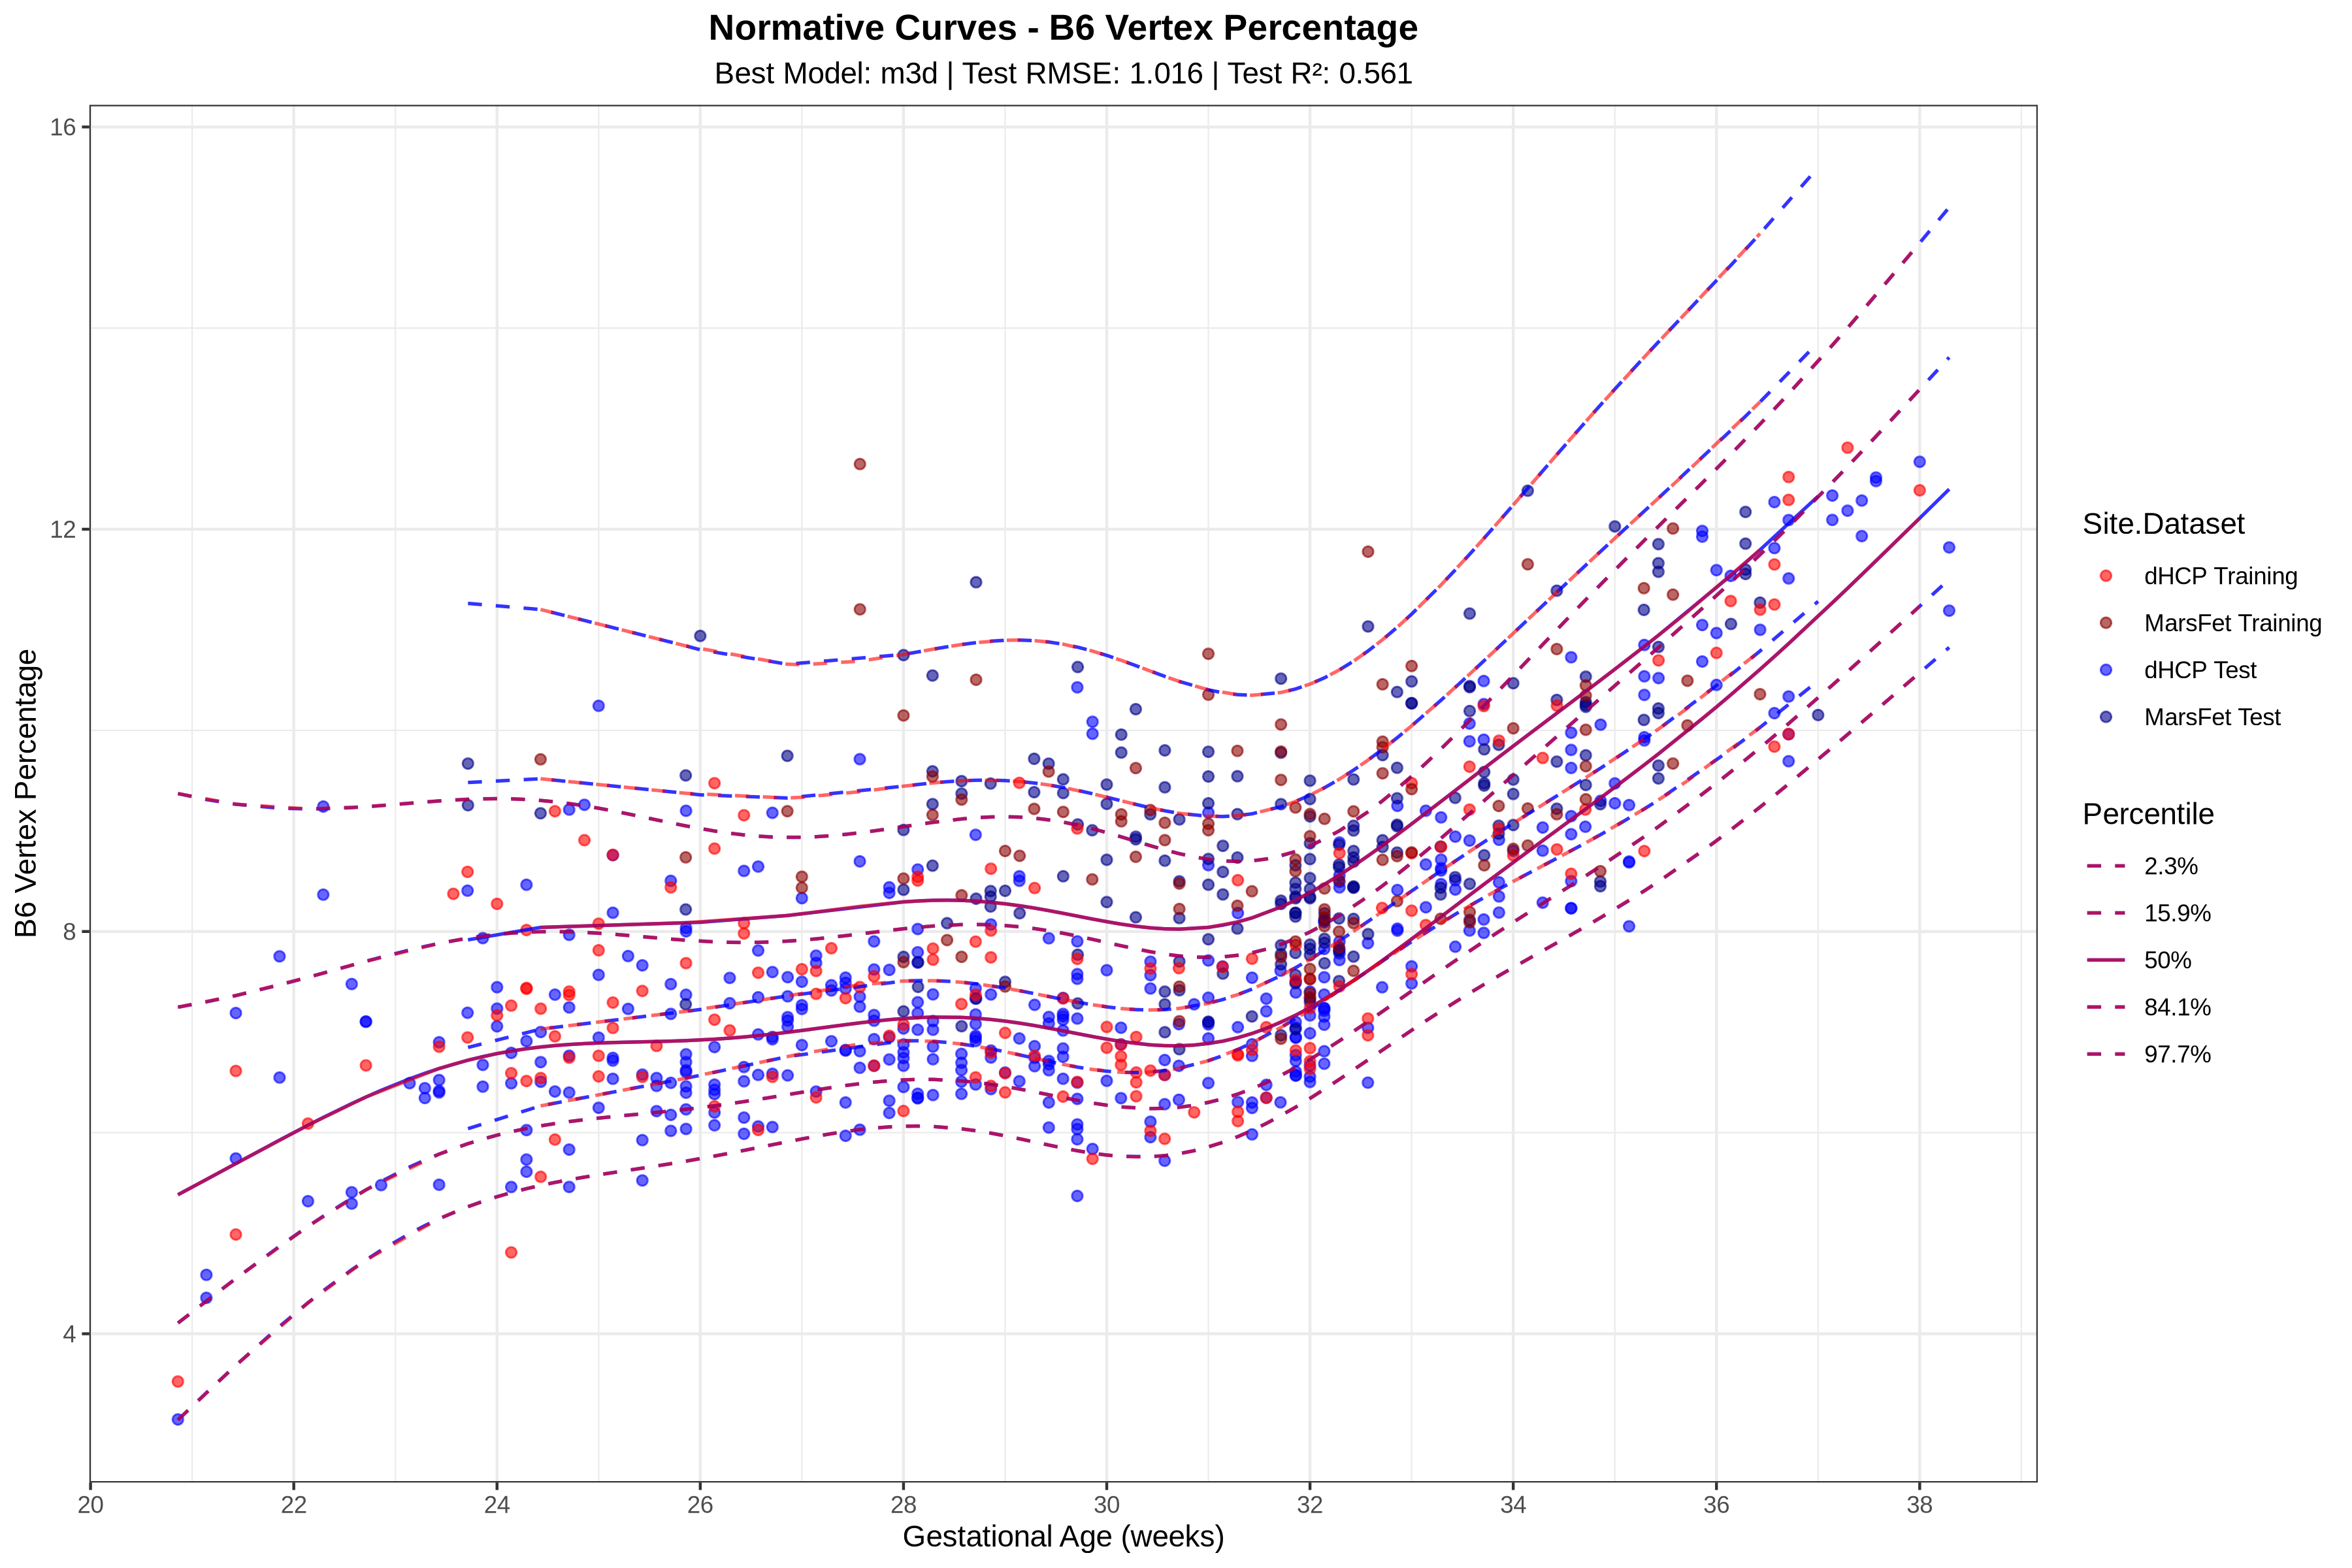 Normative Curves - B6 Vertex Percentage
Best Model: m3d | Test RMSE: 1.016 | Test R²: 0.561
16
12
8
4
B6 Vertex Percentage
20 22 24 26 28 30 32 34 36 38
Gestational Age (weeks)
Site.Dataset
dHCP Training
MarsFet Training
dHCP Test
MarsFet Test
Percentile
2.3%
15.9%
50%
84.1%
97.7%